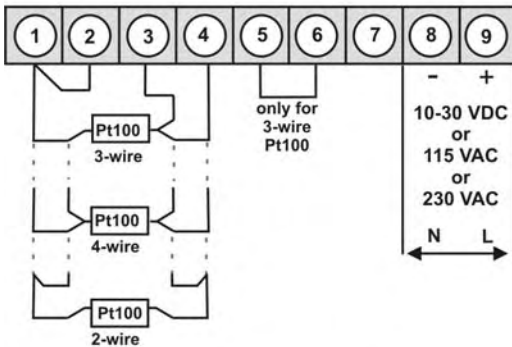 1 2 3 4 5 6 7 8 9
- +
only for
3-wire
Pt100
10-30 VDC
or
115 VAC
or
230 VAC
N L
Pt100
3-wire
Pt100
4-wire
Pt100
2-wire